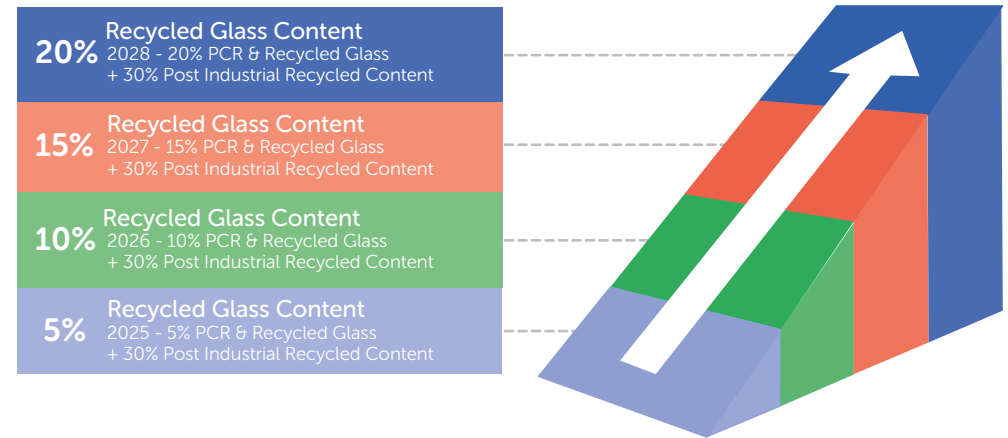 20%
Recycled Glass Content
2028 - 20% PCR & Recycled Glass
+ 30% Post Industrial Recycled Content
15%
Recycled Glass Content
2027 - 15% PCR & Recycled Glass
+ 30% Post Industrial Recycled Content
10%
Recycled Glass Content
2026 - 10% PCR & Recycled Glass
+ 30% Post Industrial Recycled Content
5%
Recycled Glass Content
2025 - 5% PCR & Recycled Glass
+ 30% Post Industrial Recycled Content